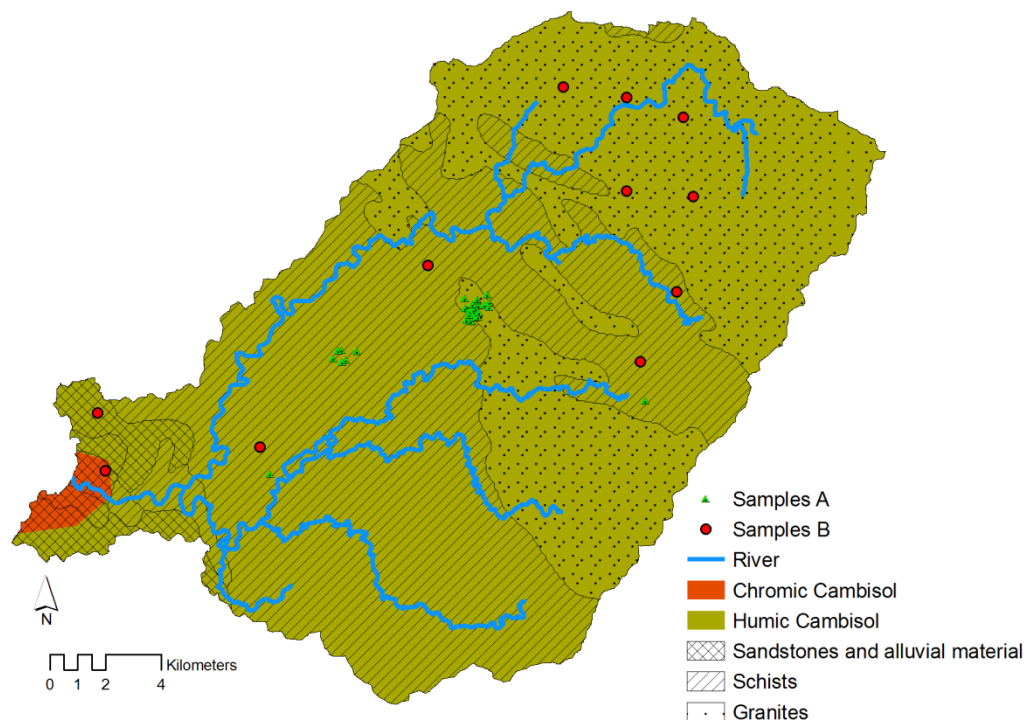 Samples A
Samples B
River
Chromic Cambisol
Humic Cambisol
Sandstones and alluvial material
Schists
Granites
N
Kilometers
0 1 2 4